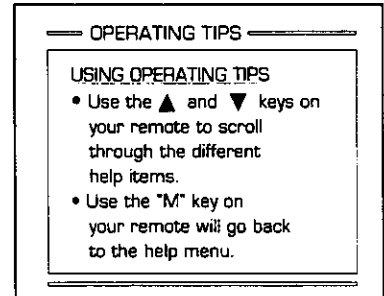 OPERATING TIPS
USING OPERATING TIPS
• Use the ▲ and ▼ keys on
your remote to scroll
through the different
help items.
• Use the "M" key on
your remote will go back
to the help menu.